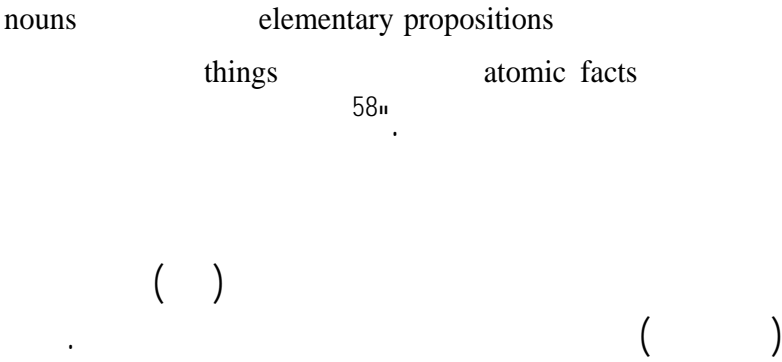 nouns elementary propositions
things atomic facts
58"
.
( )
. ( )